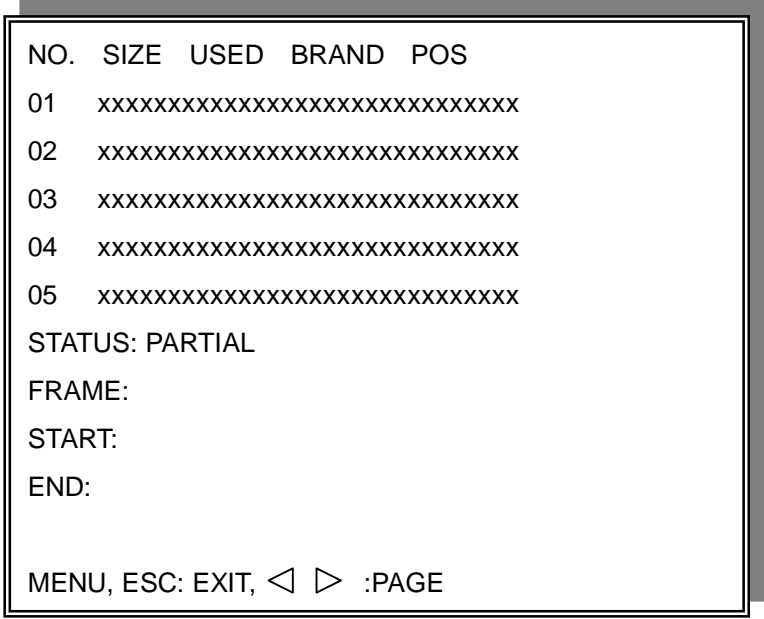 NO. SIZE USED BRAND POS
01 xxxxxxxxxxxxxxxxxxxxxxxxxxxxxx
02 xxxxxxxxxxxxxxxxxxxxxxxxxxxxxx
03 xxxxxxxxxxxxxxxxxxxxxxxxxxxxxx
04 xxxxxxxxxxxxxxxxxxxxxxxxxxxxxx
05 xxxxxxxxxxxxxxxxxxxxxxxxxxxxxx
STATUS: PARTIAL
FRAME:
START:
END:
MENU, ESC: EXIT, ◁ ▷ :PAGE